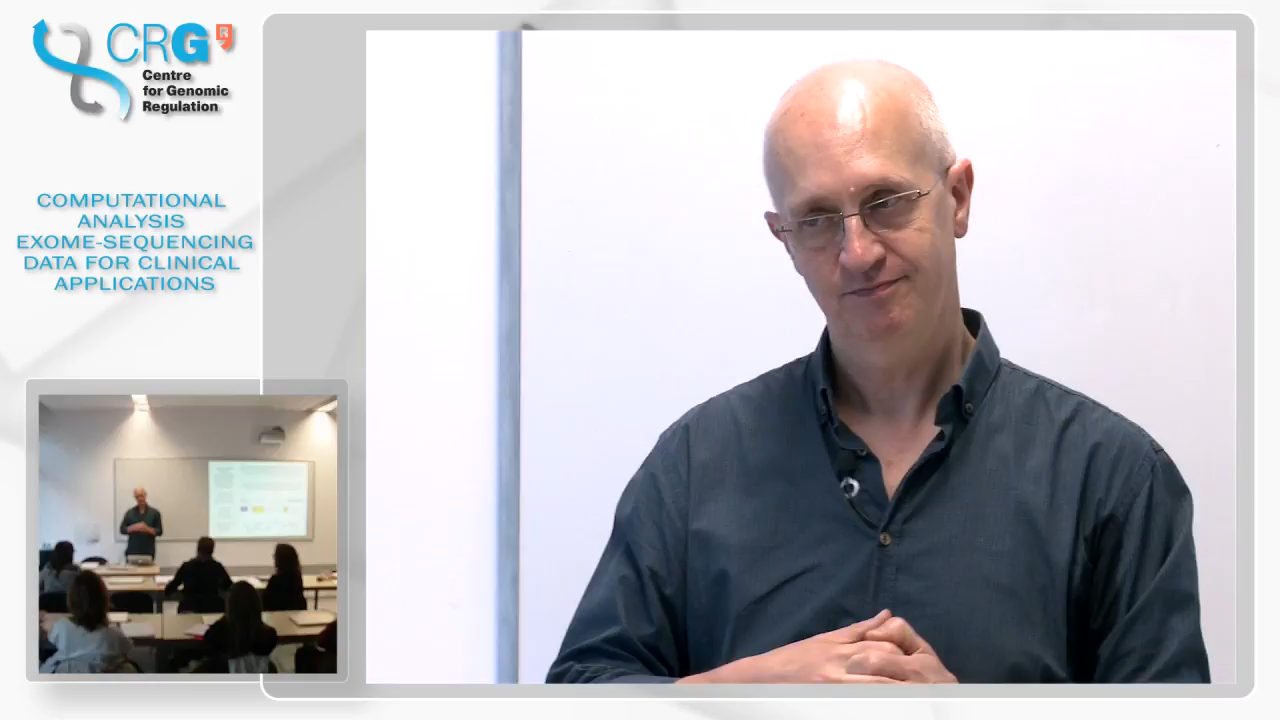 CRG
R
Centre
for Genomic
Regulation
COMPUTATIONAL
ANALYSIS
EXOME-SEQUENCING
DATA FOR CLINICAL
APPLICATIONS